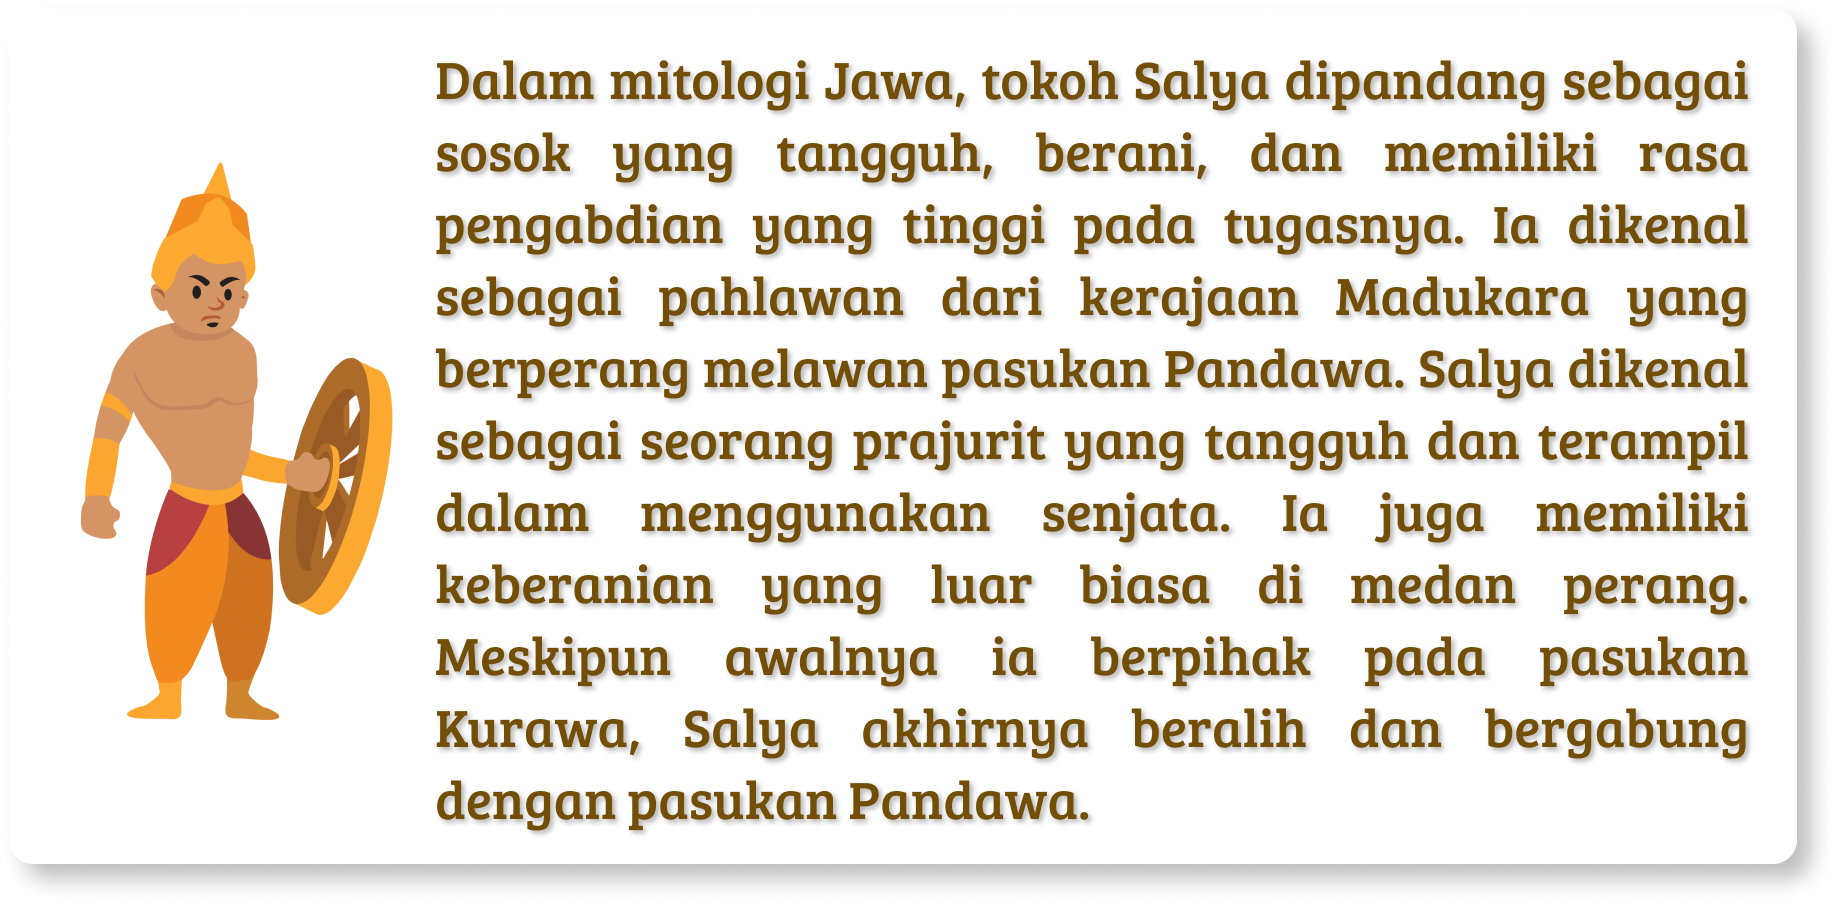 Dalam mitologi Jawa, tokoh Salya dipandang sebagai
sosok yang tangguh, berani, dan memiliki rasa
pengabdian yang tinggi pada tugasnya. Ia dikenal
sebagai pahlawan dari kerajaan Madukara yang
berperang melawan pasukan Pandawa. Salya dikenal
sebagai seorang prajurit yang tangguh dan terampil
dalam menggunakan senjata. Ia juga memiliki
keberanian yang luar biasa di medan perang.
Meskipun awalnya ia berpihak pada pasukan
Kurawa, Salya akhirnya beralih dan bergabung
dengan pasukan Pandawa.